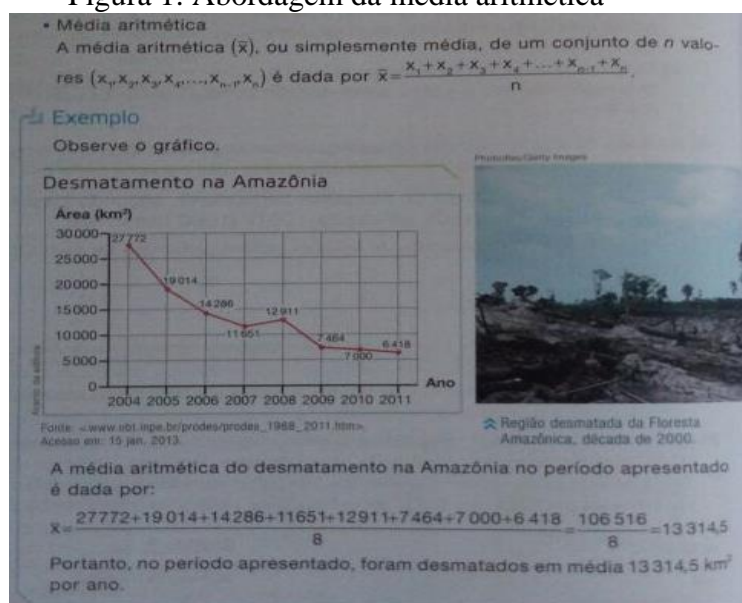 Figura 1: Abordagem da média aritmética
• Média aritmética
A média aritmética (x̄), ou simplesmente média, de um conjunto de n valo-
res (x₁,x₂,x₃,x₄,...,xₙ₋₁,xₙ) é dada por x̄=(x₁+x₂+x₃+x₄+...+xₙ₋₁+xₙ)/n.
Exemplo
Observe o gráfico.
Photodisc/Getty Images
Desmatamento na Amazônia
Área (km²)
30000
27772
25000
20000
19014
15000
14286
12911
11651
10000
7464
7000
6418
5000
0
Ano
2004 2005 2006 2007 2008 2009 2010 2011
Acervo da editora
Fonte: <www.obt.inpe.br/prodes/prodes_1988_2011.htm>.
Acesso em: 15 jan. 2013.
Região desmatada da Floresta
Amazônica, década de 2000.
A média aritmética do desmatamento na Amazônia no período apresentado
é dada por:
x̄=(27772+19014+14286+11651+12911+7464+7000+6418)/8=106516/8=13314,5
Portanto, no período apresentado, foram desmatados em média 13314,5 km²
por ano.